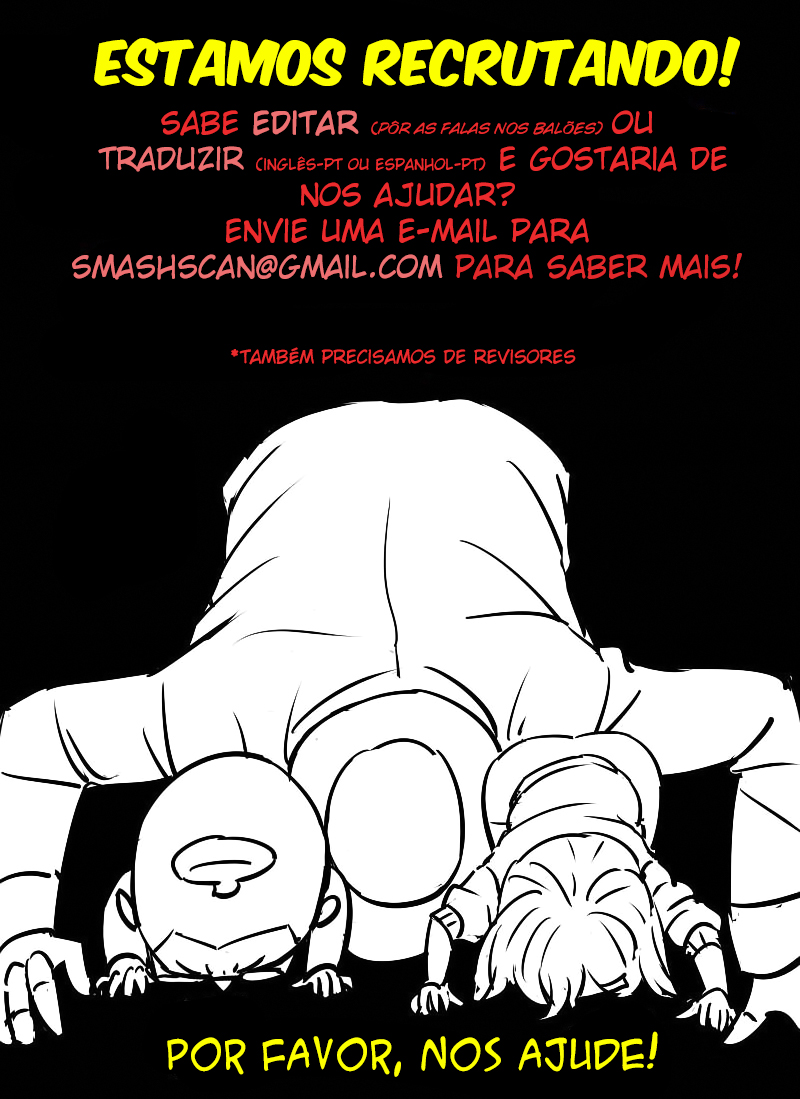 ESTAMOS RECRUTANDO!
SABE EDITAR (PÔR AS FALAS NOS BALÕES) OU
TRADUZIR (INGLÊS-PT OU ESPANHOL-PT) E GOSTARIA DE
NOS AJUDAR?
ENVIE UMA E-MAIL PARA
SMASHSCAN@GMAIL.COM PARA SABER MAIS!
*TAMBÉM PRECISAMOS DE REVISORES
POR FAVOR, NOS AJUDE!